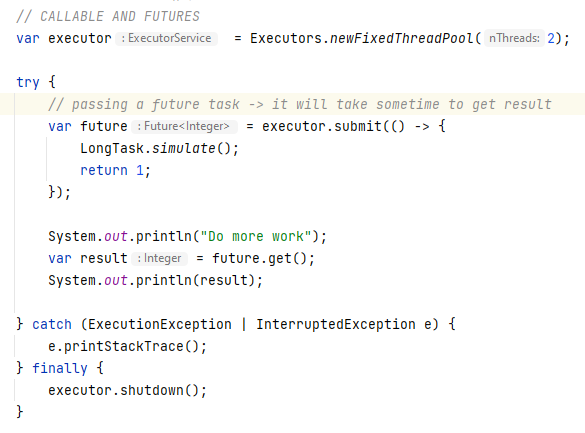 // CALLABLE AND FUTURES
var executor : ExecutorService = Executors.newFixedThreadPool( nThreads: 2);
try {
// passing a future task -> it will take sometime to get result
var future : Future<Integer> = executor.submit(() -> {
LongTask.simulate();
return 1;
});
System.out.println("Do more work");
var result : Integer = future.get();
System.out.println(result);
} catch (ExecutionException | InterruptedException e) {
e.printStackTrace();
} finally {
executor.shutdown();
}